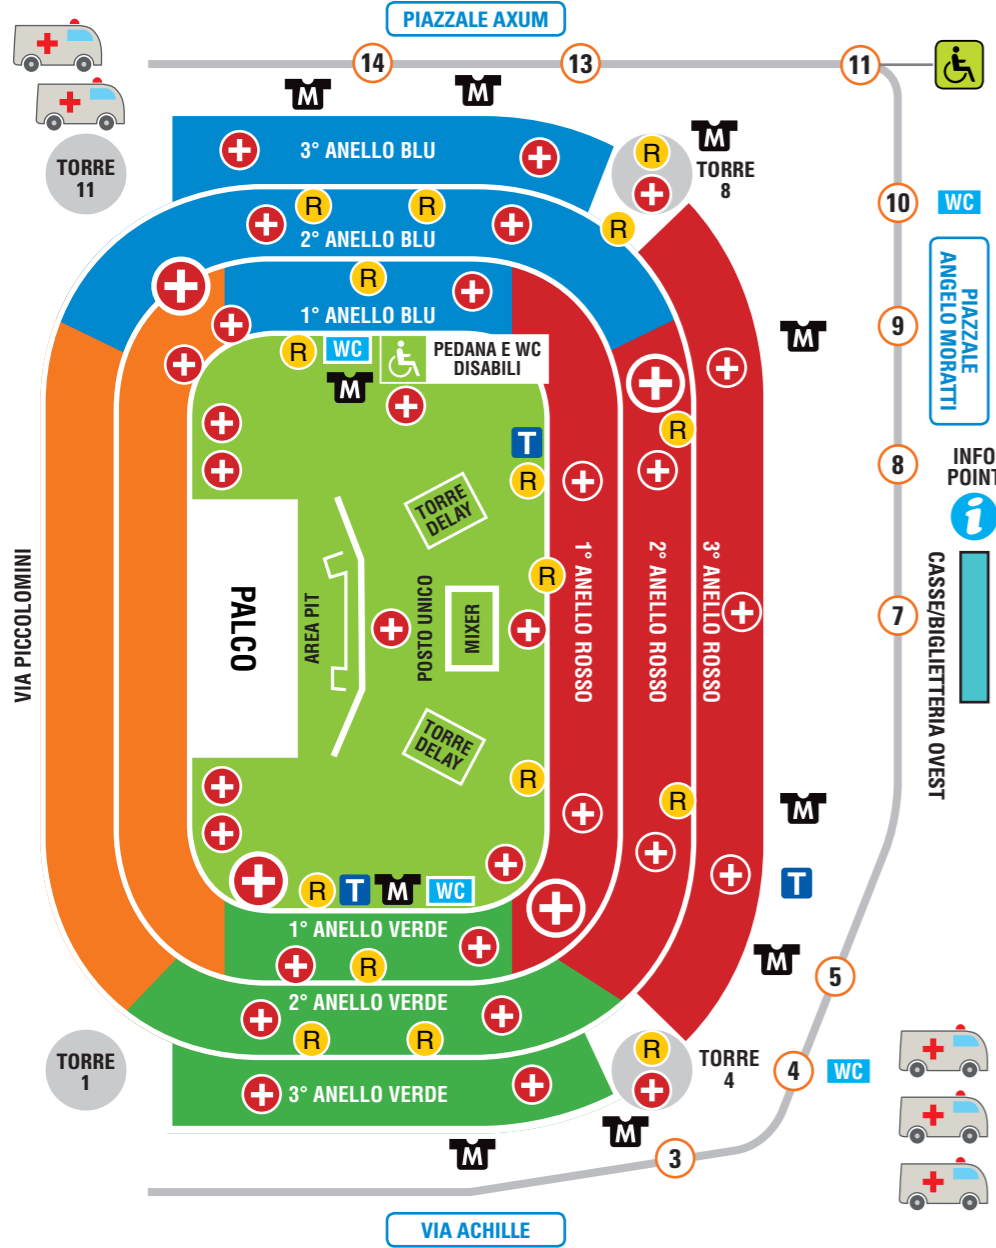 PIAZZALE AXUM
14
13
11
M
M
M
TORRE
11
3° ANELLO BLU
R
TORRE
8
R
R
R
10
WC
2° ANELLO BLU
R
1° ANELLO BLU
PIAZZALE
ANGELO MORATTI
9
M
R
WC
PEDANA E WC
DISABILI
M
R
T
R
8
INFO
POINT
i
TORRE
DELAY
VIA PICCOLOMINI
PALCO
AREA PIT
POSTO UNICO
MIXER
R
1° ANELLO ROSSO
2° ANELLO ROSSO
3° ANELLO ROSSO
7
CASSE/BIGLIETTERIA OVEST
TORRE
DELAY
R
R
M
R
T
M
WC
T
1° ANELLO VERDE
R
M
5
2° ANELLO VERDE
R
R
R
TORRE
1
TORRE
4
4
WC
3° ANELLO VERDE
M
M
3
VIA ACHILLE